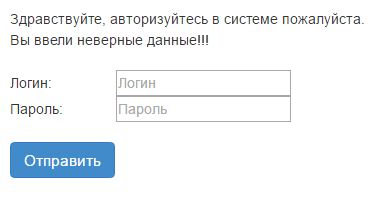 Здравствуйте, авторизуйтесь в системе пожалуйста.
Вы ввели неверные данные!!!
Логин: Логин
Пароль: Пароль
Отправить